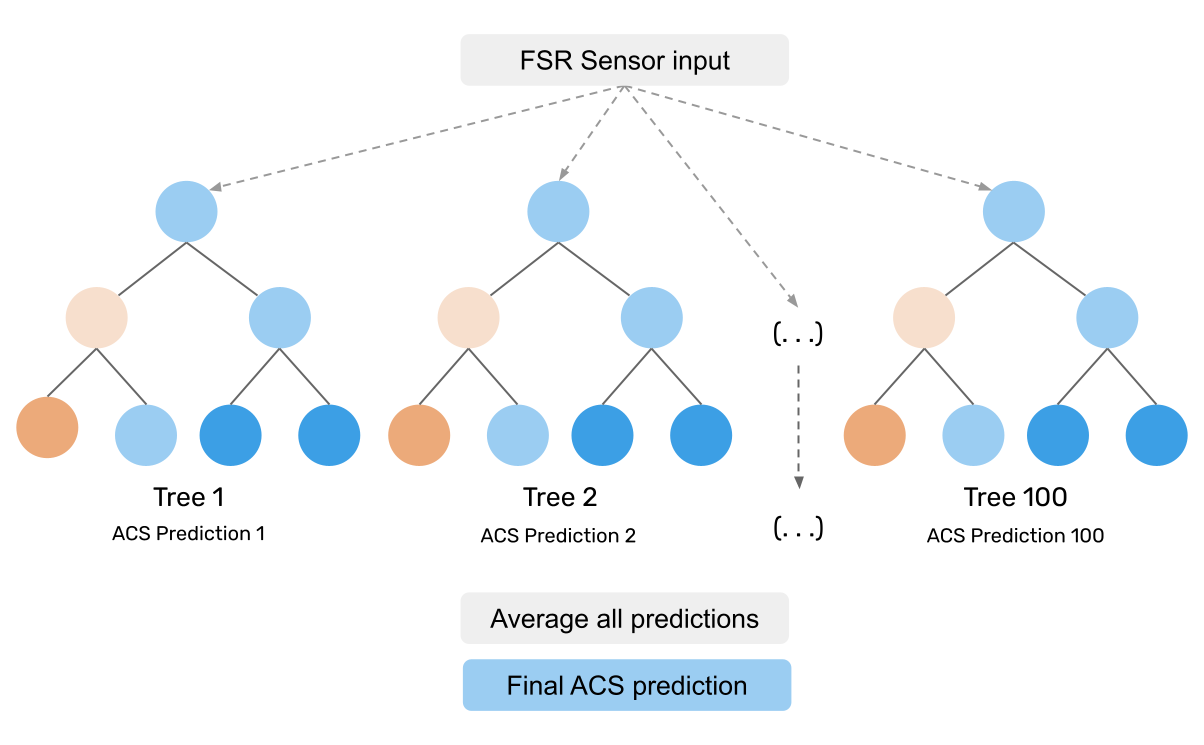 FSR Sensor input
(. . .)
Tree 1
Tree 2
Tree 100
ACS Prediction 1
ACS Prediction 2
(. . .)
ACS Prediction 100
Average all predictions
Final ACS prediction